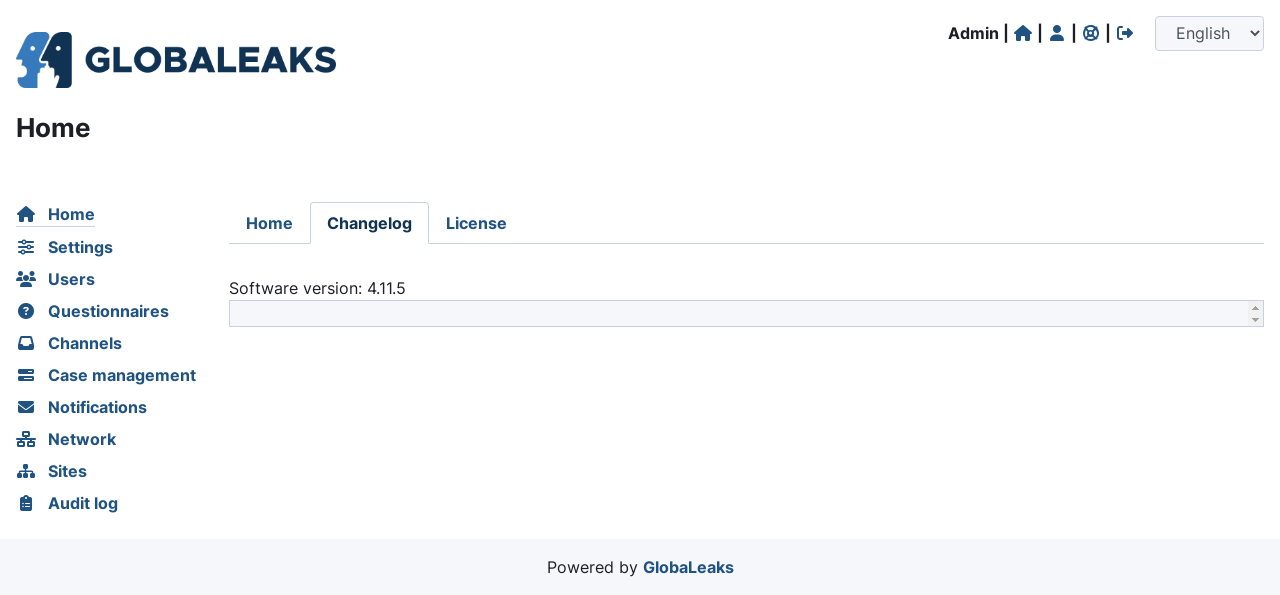 GLOBALEAKS
Admin | | | |
English
Home
Home
Settings
Users
Questionnaires
Channels
Case management
Notifications
Network
Sites
Audit log
Home Changelog License
Software version: 4.11.5
Powered by GlobaLeaks